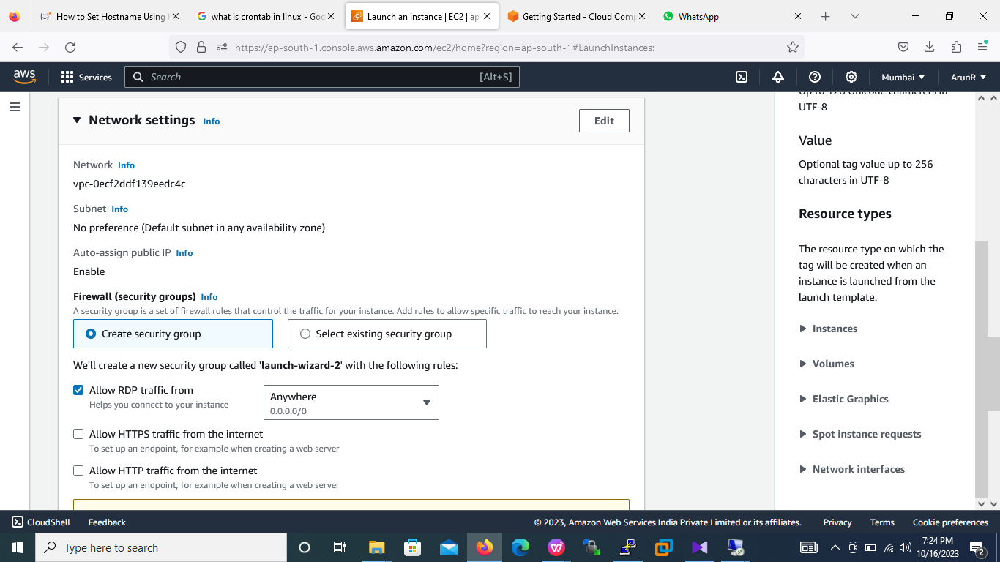 How to Set Hostname Using
what is crontab in linux - Goo
Launch an instance | EC2 | ap
Getting Started - Cloud Comp
WhatsApp
https://ap-south-1.console.aws.amazon.com/ec2/home?region=ap-south-1#LaunchInstances:
aws
Services
Search
[Alt+S]
Mumbai
ArunR
Network settings Info
Edit
Network Info
vpc-0ecf2ddf139eedc4c
Subnet Info
No preference (Default subnet in any availability zone)
Auto-assign public IP Info
Enable
Firewall (security groups) Info
A security group is a set of firewall rules that control the traffic for your instance. Add rules to allow specific traffic to reach your instance.
Create security group
Select existing security group
We'll create a new security group called 'launch-wizard-2' with the following rules:
Allow RDP traffic from
Helps you connect to your instance
Anywhere
0.0.0.0/0
Allow HTTPS traffic from the internet
To set up an endpoint, for example when creating a web server
Allow HTTP traffic from the internet
To set up an endpoint, for example when creating a web server
Up to 128 Unicode characters in
UTF-8
Value
Optional tag value up to 256
characters in UTF-8
Resource types
The resource type on which the
tag will be created when an
instance is launched from the
launch template.
Instances
Volumes
Elastic Graphics
Spot instance requests
Network interfaces
CloudShell
Feedback
© 2023, Amazon Web Services India Private Limited or its affiliates.
Privacy
Terms
Cookie preferences
Type here to search
7:24 PM
10/16/2023
2